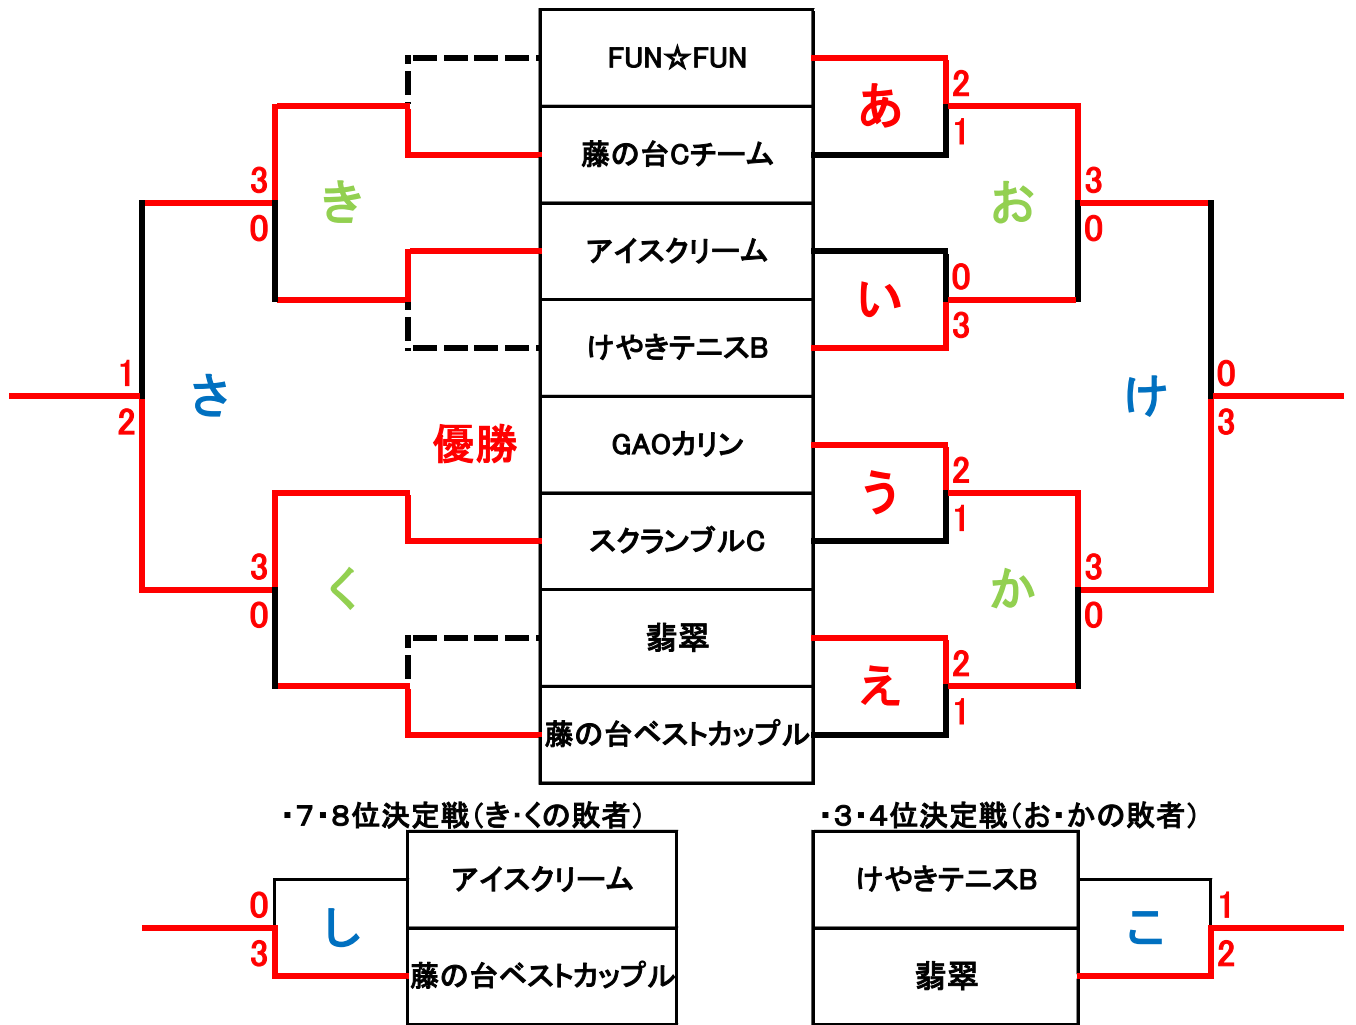 FUN☆FUN
あ
2
1
藤の台Cチーム
3
0
き
お
3
0
アイスクリーム
い
0
3
けやきテニスB
1
2
さ
け
0
3
優勝
GAOカリン
う
2
1
スクランブルC
3
0
く
か
3
0
翡翠
え
2
1
藤の台ベストカップル
・7・8位決定戦(き・くの敗者)
・3・4位決定戦(お・かの敗者)
アイスクリーム
0
3
し
藤の台ベストカップル
けやきテニスB
こ
1
2
翡翠